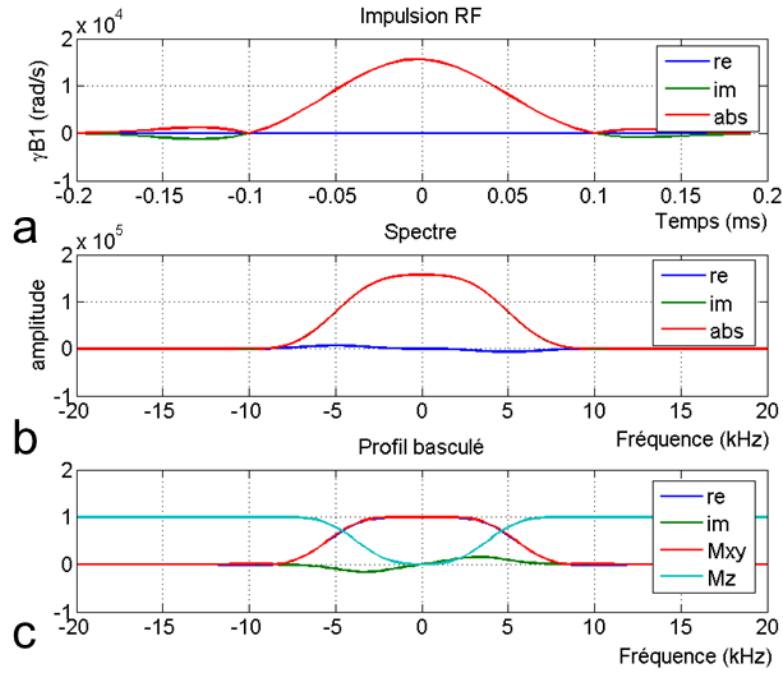 Impulsion RF
x 10^4
γB1 (rad/s)
2
1
0
-1
-0.2 -0.15 -0.1 -0.05 0 0.05 0.1 0.15 0.2
Temps (ms)
re
im
abs
a
Spectre
x 10^5
amplitude
2
1
0
-1
-20 -15 -10 -5 0 5 10 15 20
Fréquence (kHz)
re
im
abs
b
Profil basculé
2
1
0
-1
-20 -15 -10 -5 0 5 10 15 20
Fréquence (kHz)
re
im
Mxy
Mz
c